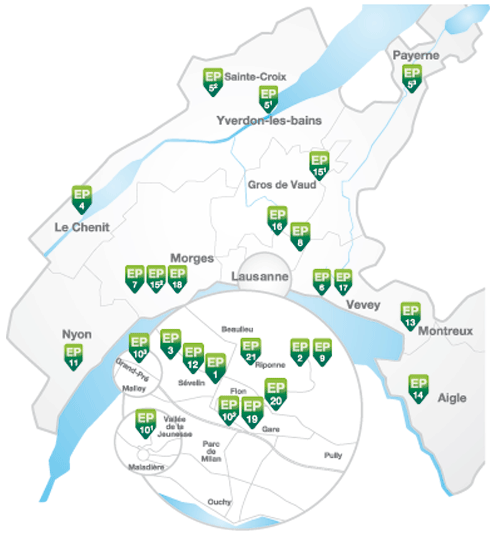 Payerne
EP 5³
EP 5² Sainte-Croix
EP 5¹
Yverdon-les-bains
EP 15¹
Gros de Vaud
EP 4
Le Chenit
EP 16
EP 8
Morges
EP 7 EP 15² EP 18
Lausanne
EP 6 EP 17
Vevey
EP 13
Montreux
Nyon
EP 11
EP 14
Aigle
Beaulieu
EP 10³
EP 3
EP 12
EP 1
EP 21
Riponne
EP 2 EP 9
Grand-Pré
Malley
Sévelin
Flon
EP 20
EP 10² EP 19
Gare
EP 10¹
Vallée
de la
Jeunesse
Parc
de
Milan
Pully
Maladière
Ouchy